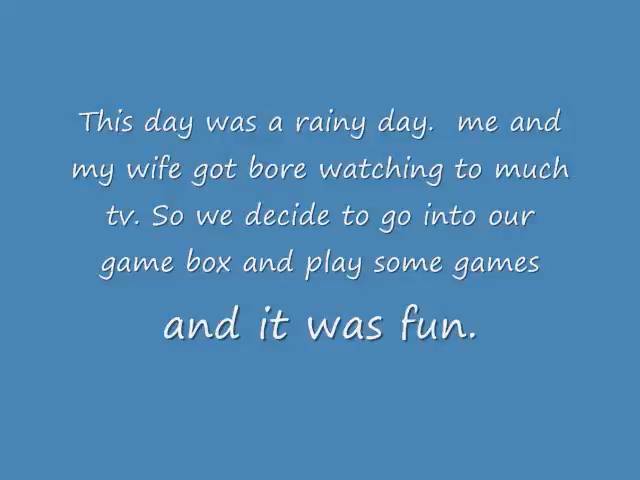 This day was a rainy day.  me and
my wife got bore watching to much
tv. So we decide to go into our
game box and play some games
and it was fun.